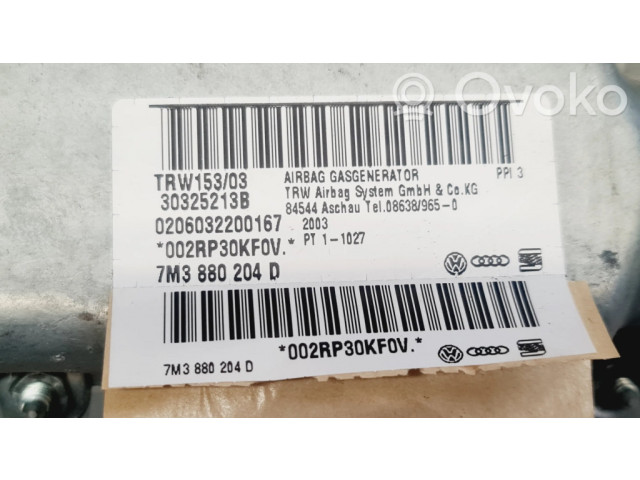 Ovoko
TRW153/03
30325213B
0206032200167
*002RP30KF0V.*
7M3 880 204 D
AIRBAG GASGENERATOR PPI 3
TRW Airbag System GmbH & Co.KG
84544 Aschau Tel.08638/965-0
2003
PT 1-1027
*002RP30KF0V.*
7M3 880 204 D